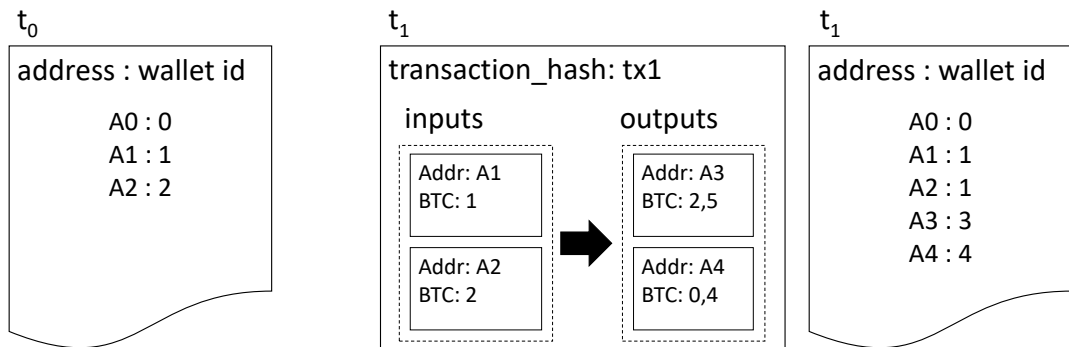 t₀
address : wallet id
A0 : 0
A1 : 1
A2 : 2
t₁
transaction_hash: tx1
inputs
Addr: A1
BTC: 1
Addr: A2
BTC: 2
outputs
Addr: A3
BTC: 2,5
Addr: A4
BTC: 0,4
t₁
address : wallet id
A0 : 0
A1 : 1
A2 : 1
A3 : 3
A4 : 4